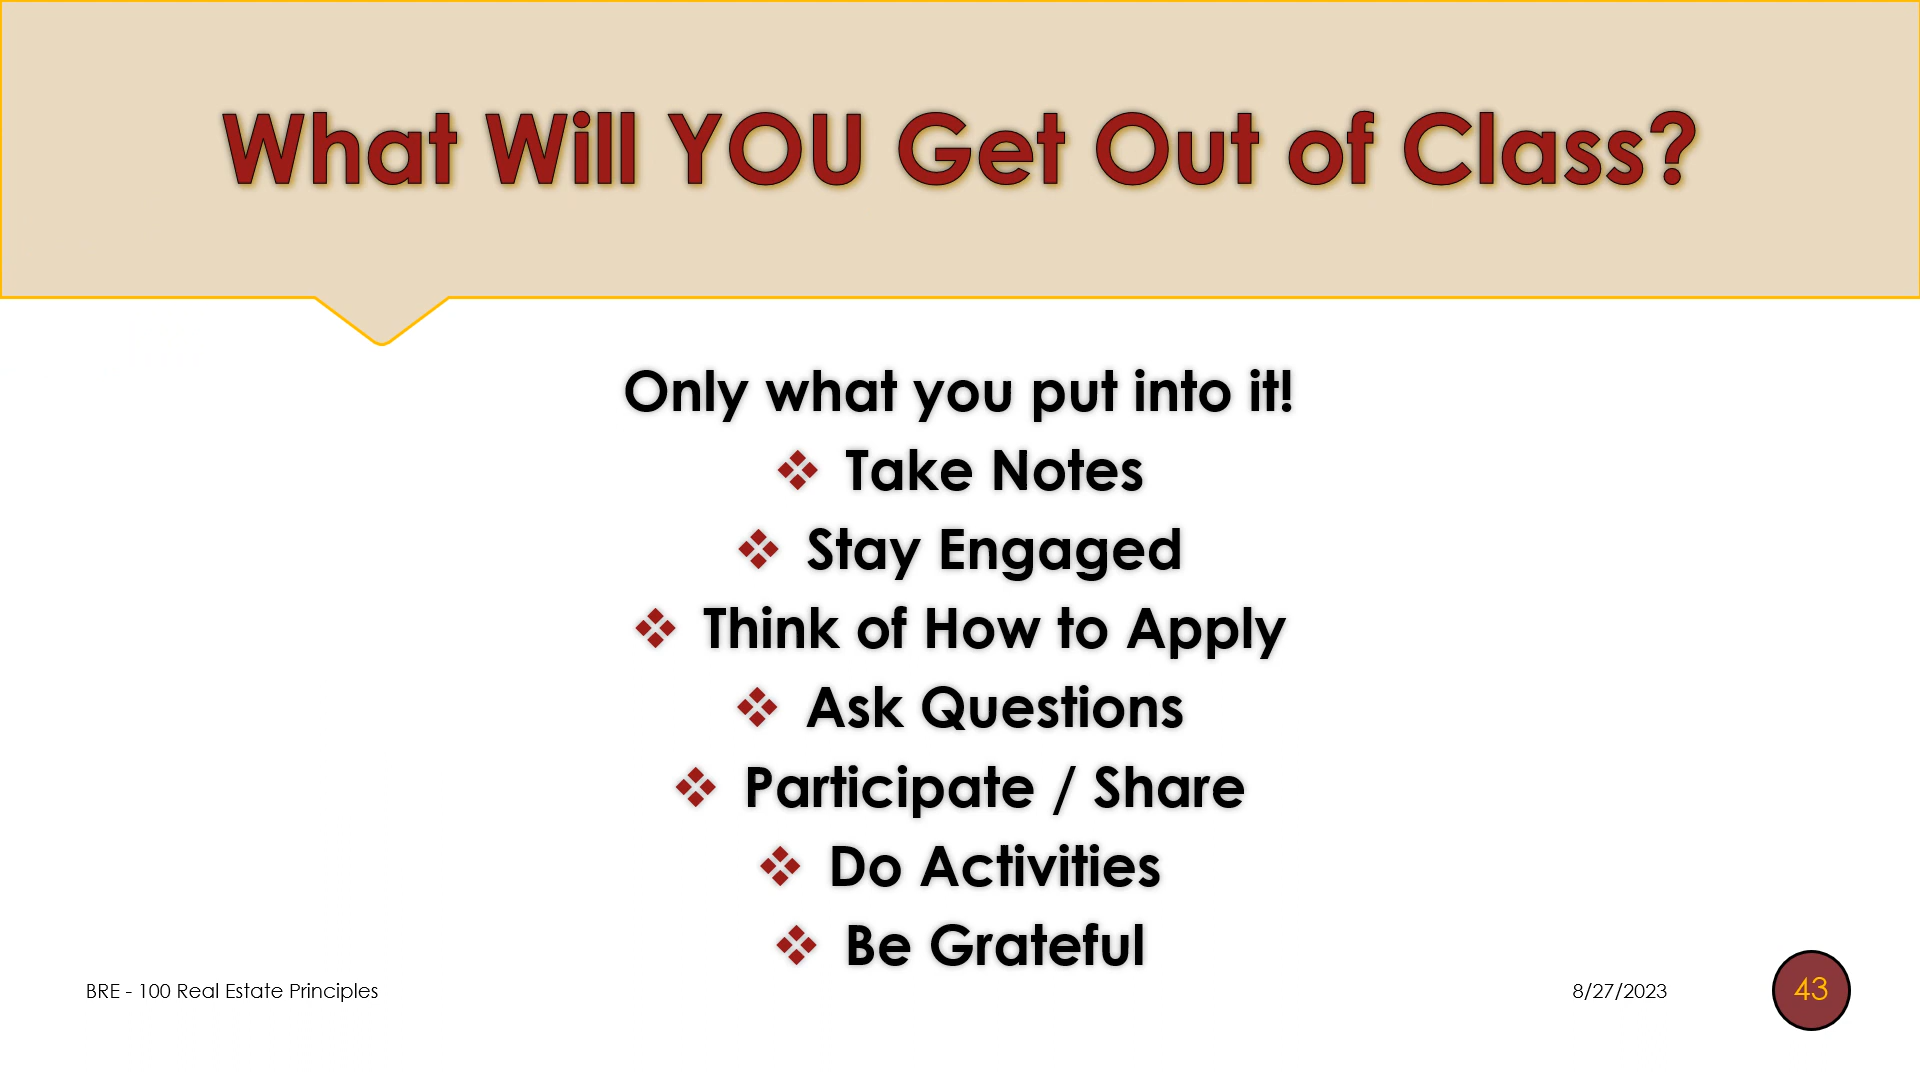 What Will YOU Get Out of Class?
Only what you put into it!
❖ Take Notes
❖ Stay Engaged
❖ Think of How to Apply
❖ Ask Questions
❖ Participate / Share
❖ Do Activities
❖ Be Grateful
BRE - 100 Real Estate Principles
8/27/2023
43